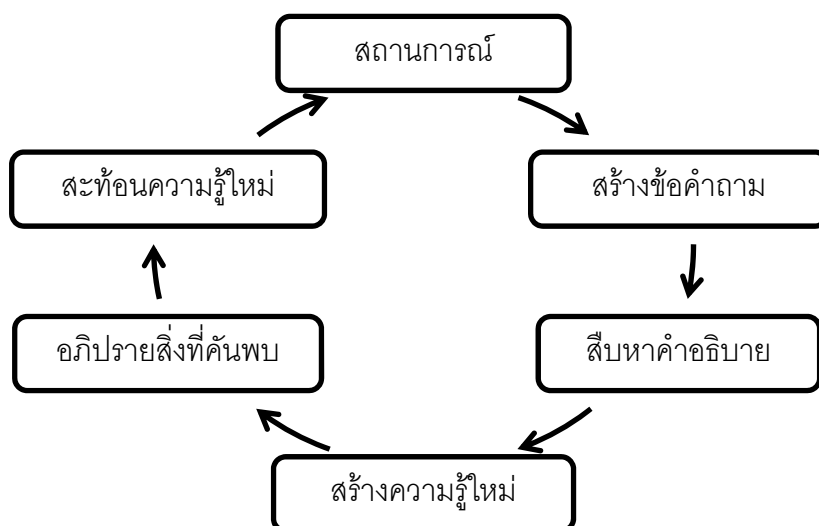 สถานการณ์
สะท้อนความรู้ใหม่
สร้างข้อคำถาม
อภิปรายสิ่งที่ค้นพบ
สืบหาคำอธิบาย
สร้างความรู้ใหม่